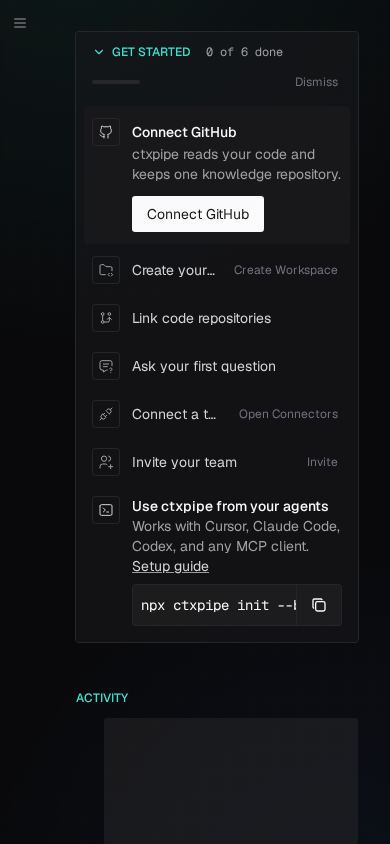 GET STARTED 0 of 6 done
Dismiss
Connect GitHub
ctxpipe reads your code and
keeps one knowledge repository.
Connect GitHub
Create your... Create Workspace
Link code repositories
Ask your first question
Connect a t... Open Connectors
Invite your team Invite
Use ctxpipe from your agents
Works with Cursor, Claude Code,
Codex, and any MCP client.
Setup guide
npx ctxpipe init
ACTIVITY